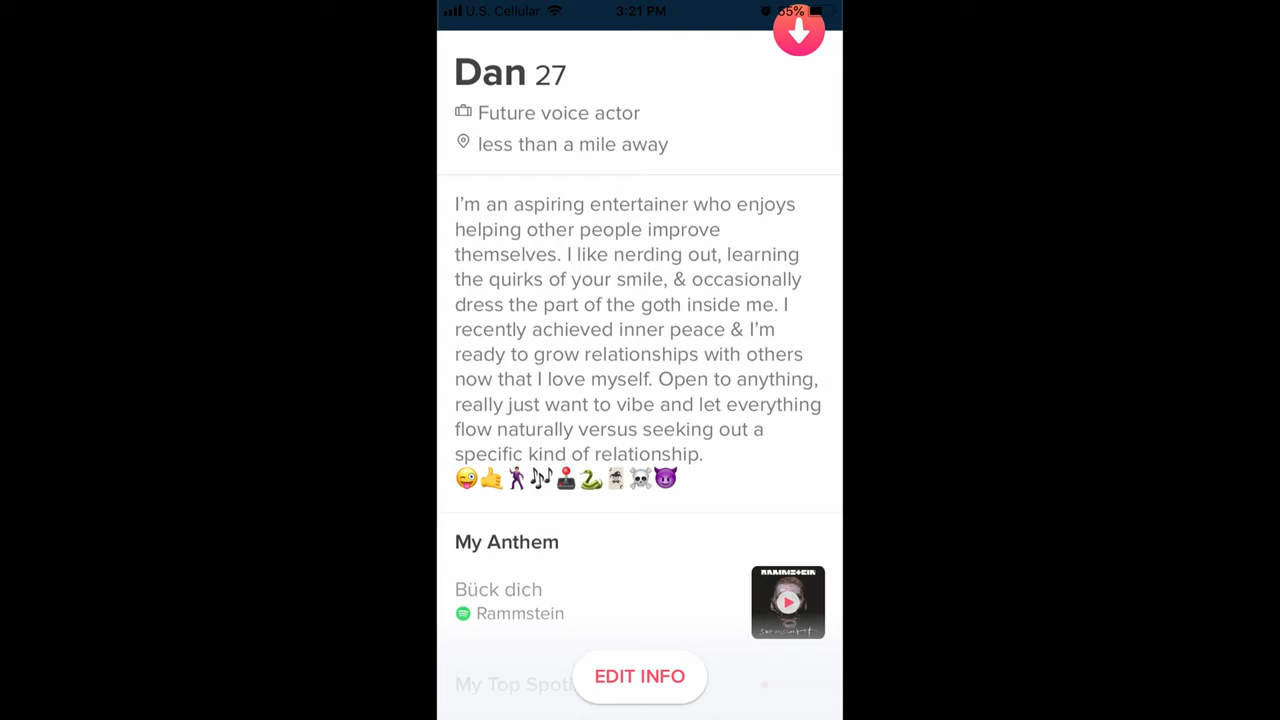 U.S. Cellular 3:21 PM 55%
Dan 27
Future voice actor
less than a mile away
I’m an aspiring entertainer who enjoys
helping other people improve
themselves. I like nerding out, learning
the quirks of your smile, & occasionally
dress the part of the goth inside me. I
recently achieved inner peace & I’m
ready to grow relationships with others
now that I love myself. Open to anything,
really just want to vibe and let everything
flow naturally versus seeking out a
specific kind of relationship.
😜🤙🕺🎶🕹🐍🃏☠️😈
My Anthem
Bück dich
Rammstein
RAMMSTEIN
EDIT INFO
My Top Spoti